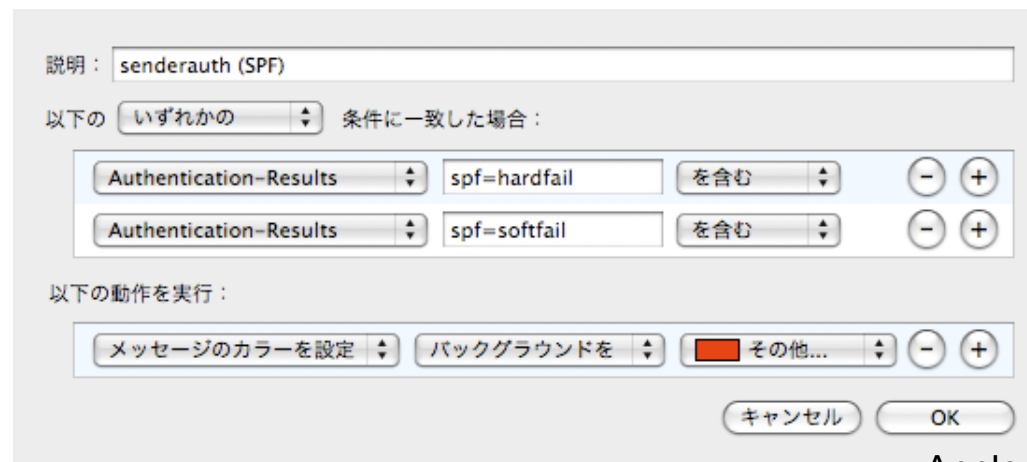 説明： senderauth (SPF)
以下の いずれかの 条件に一致した場合：
Authentication-Results spf=hardfail を含む
Authentication-Results spf=softfail を含む
以下の動作を実行：
メッセージのカラーを設定 バックグラウンドを その他...
キャンセル OK